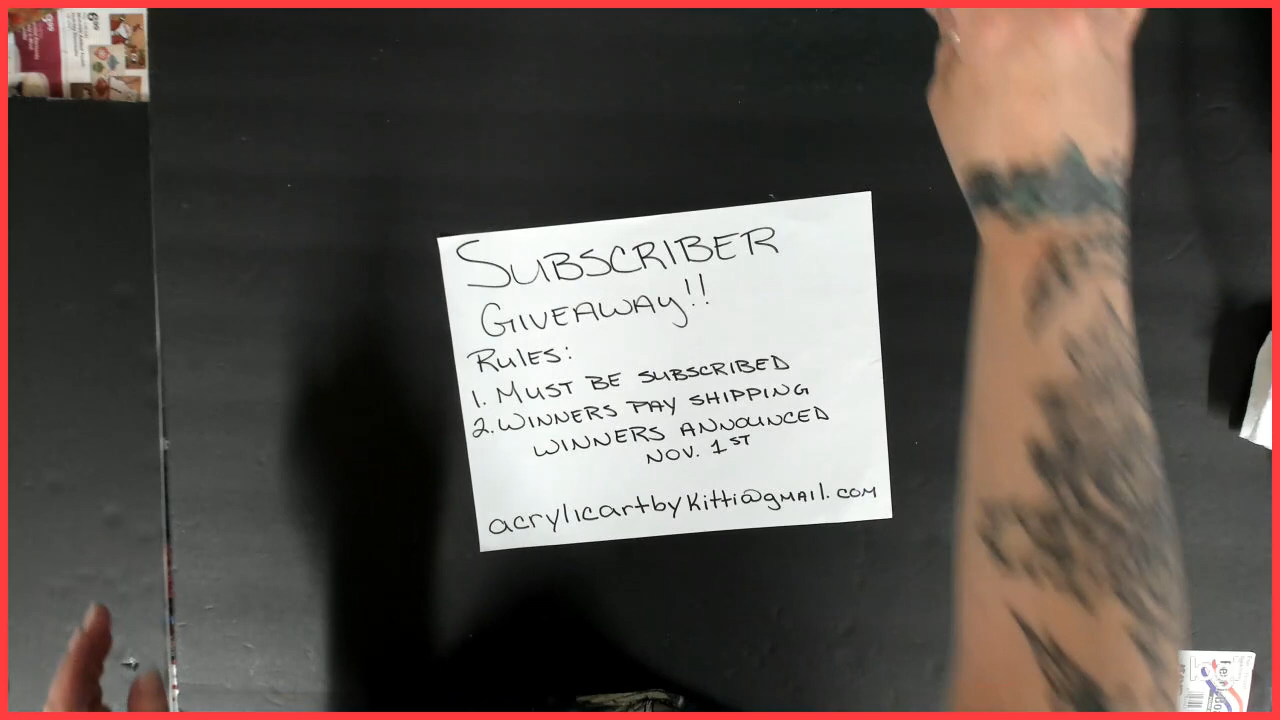 SUBSCRIBER
GIVEAWAY!!
RULES:
1. MUST BE SUBSCRIBED
2. WINNERS PAY SHIPPING
WINNERS ANNOUNCED
NOV. 1ST
acrylicartbykitti@gmail.com